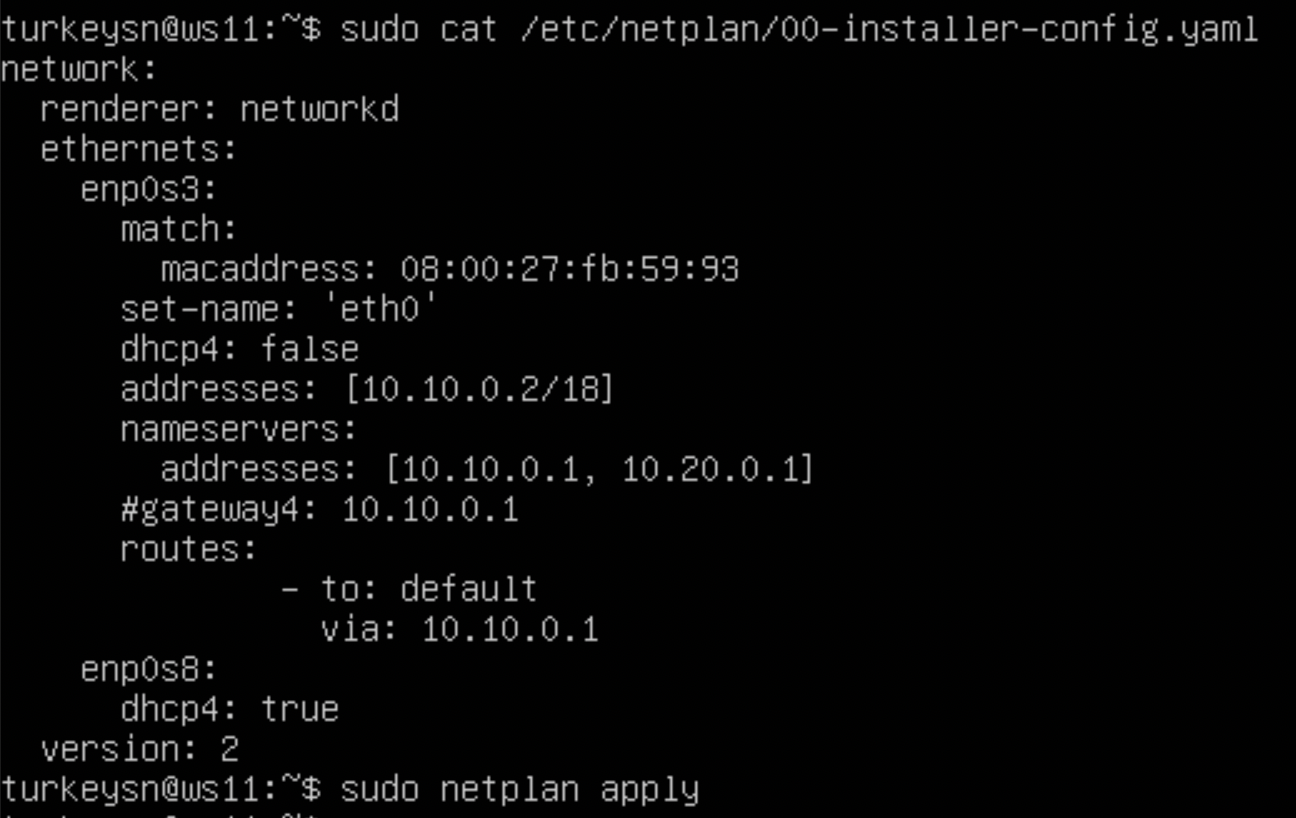 turkeysn@ws11:~$ sudo cat /etc/netplan/00-installer-config.yaml
network:
  renderer: networkd
  ethernets:
    enp0s3:
      match:
        macaddress: 08:00:27:fb:59:93
      set-name: 'eth0'
      dhcp4: false
      addresses: [10.10.0.2/18]
      nameservers:
        addresses: [10.10.0.1, 10.20.0.1]
      #gateway4: 10.10.0.1
      routes:
              - to: default
                via: 10.10.0.1
    enp0s8:
      dhcp4: true
  version: 2
turkeysn@ws11:~$ sudo netplan apply